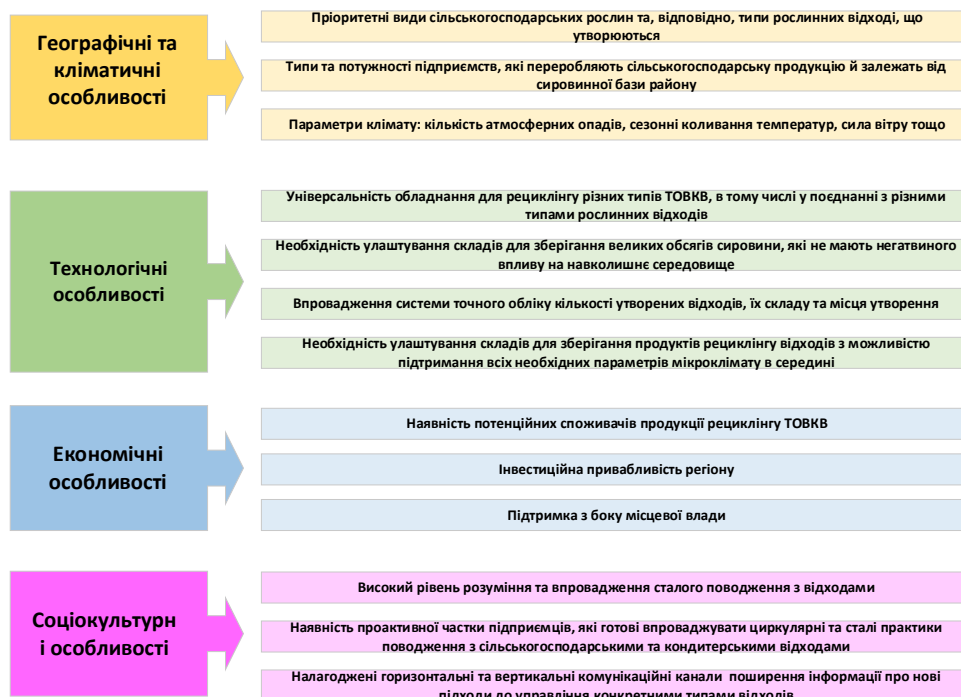 Географічні та
кліматичні
особливості
Пріоритетні види сільськогосподарських рослин та, відповідно, типи рослинних відході, що
утворюються
Типи та потужності підприємств, які переробляють сільськогосподарську продукцію й залежать від
сировинної бази району
Параметри клімату: кількість атмосферних опадів, сезонні коливання температур, сила вітру тощо
Технологічні
особливості
Універсальність обладнання для рециклінгу різних типів ТОВКВ, в тому числі у поєднанні з різними
типами рослинних відходів
Необхідність улаштування складів для зберігання великих обсягів сировини, які не мають негатвиного
впливу на навколишнє середовище
Впровадження системи точного обліку кількості утворених відходів, їх складу та місця утворення
Необхідність улаштування складів для зберігання продуктів рециклінгу відходів з можливістю
підтримання всіх необхідних параметрів мікроклімату в середині
Економічні
особливості
Наявність потенційних споживачів продукції рециклінгу ТОВКВ
Інвестиційна привабливість регіону
Підтримка з боку місцевої влади
Соціокультурн
і особливості
Високий рівень розуміння та впровадження сталого поводження з відходами
Наявність проактивної частки підприємців, які готові впроваджувати циркулярні та сталі практики
поводження з сільськогосподарськими та кондитерськими відходами
Налагоджені горизонтальні та вертикальні комунікаційні канали поширення інформації про нові
підходи до управління конкретними типами відходів